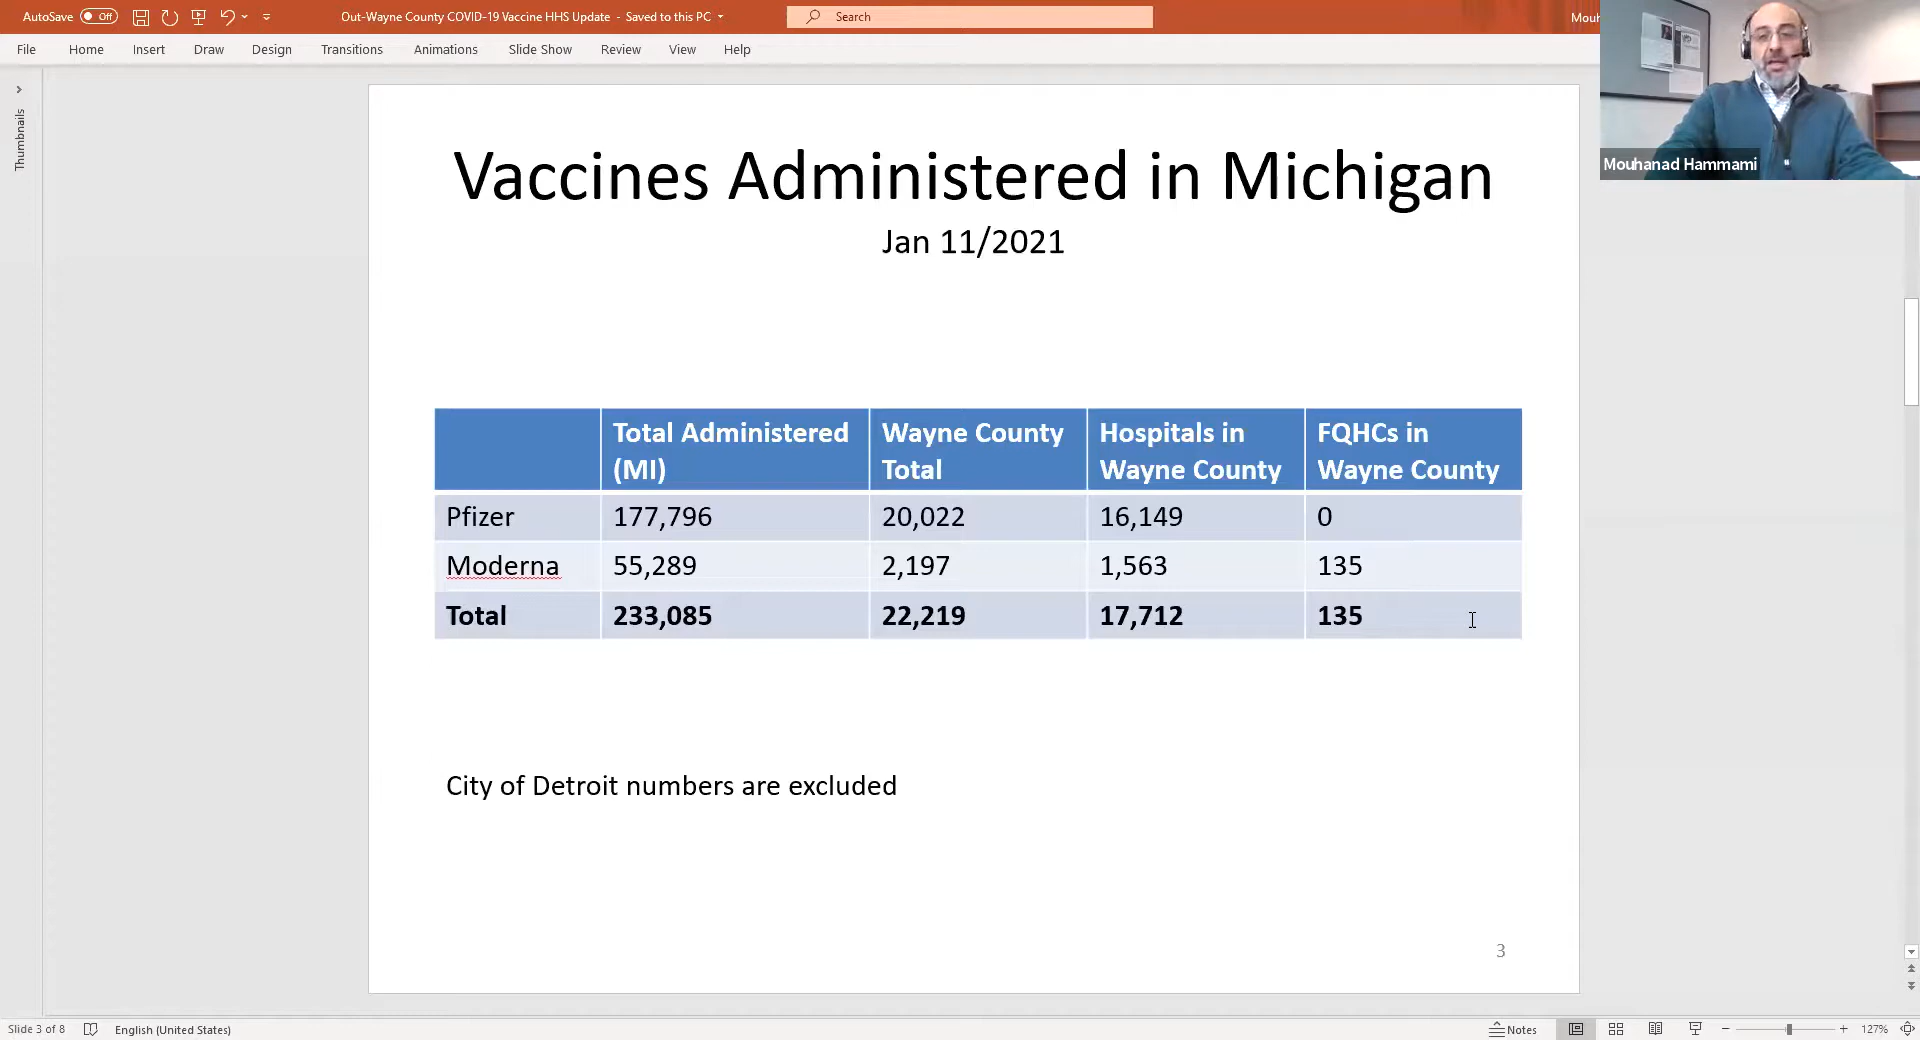 AutoSave Off Out-Wayne County COVID-19 Vaccine HHS Update - Saved to this PC Search Mouh
File Home Insert Draw Design Transitions Animations Slide Show Review View Help
Mouhanad Hammami
Thumbnails
Vaccines Administered in Michigan
Jan 11/2021
Total Administered (MI) Wayne County Total Hospitals in Wayne County FQHCs in Wayne County
Pfizer 177,796 20,022 16,149 0
Moderna 55,289 2,197 1,563 135
Total 233,085 22,219 17,712 135
City of Detroit numbers are excluded
3
Slide 3 of 8 English (United States) Notes 127%